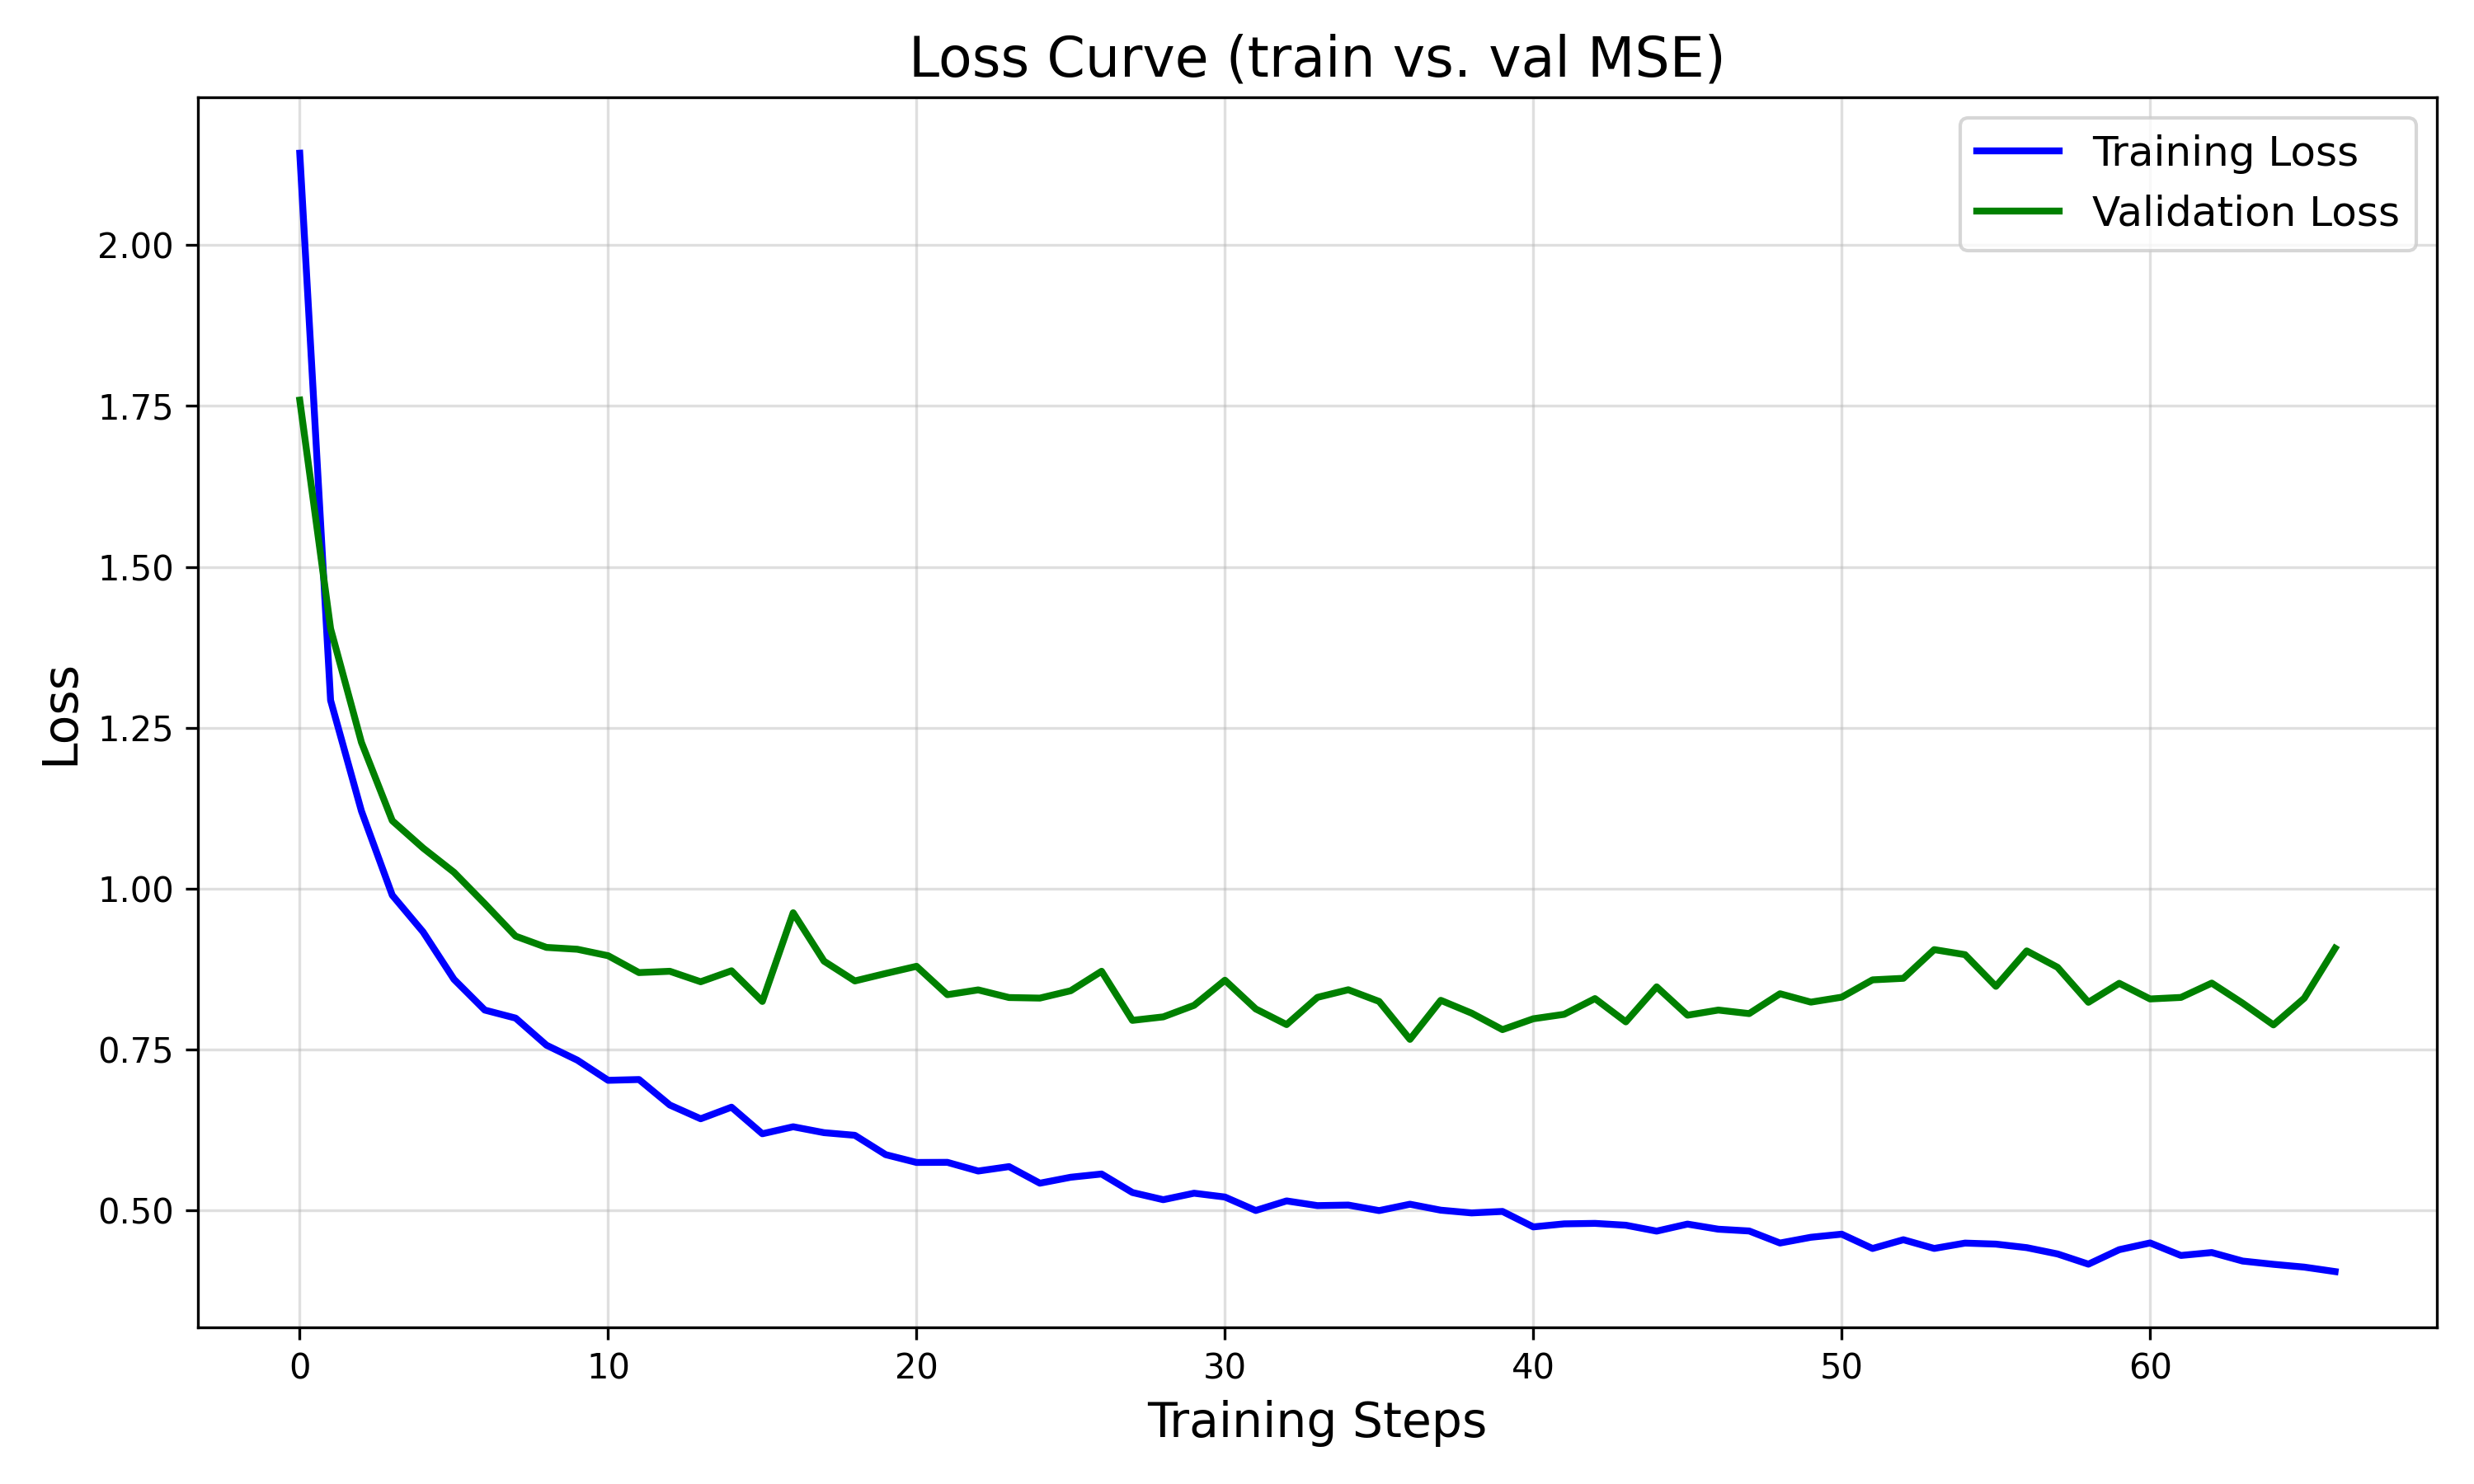 Loss Curve (train vs. val MSE)
Training Loss
Validation Loss
Loss
2.00
1.75
1.50
1.25
1.00
0.75
0.50
0 10 20 30 40 50 60
Training Steps